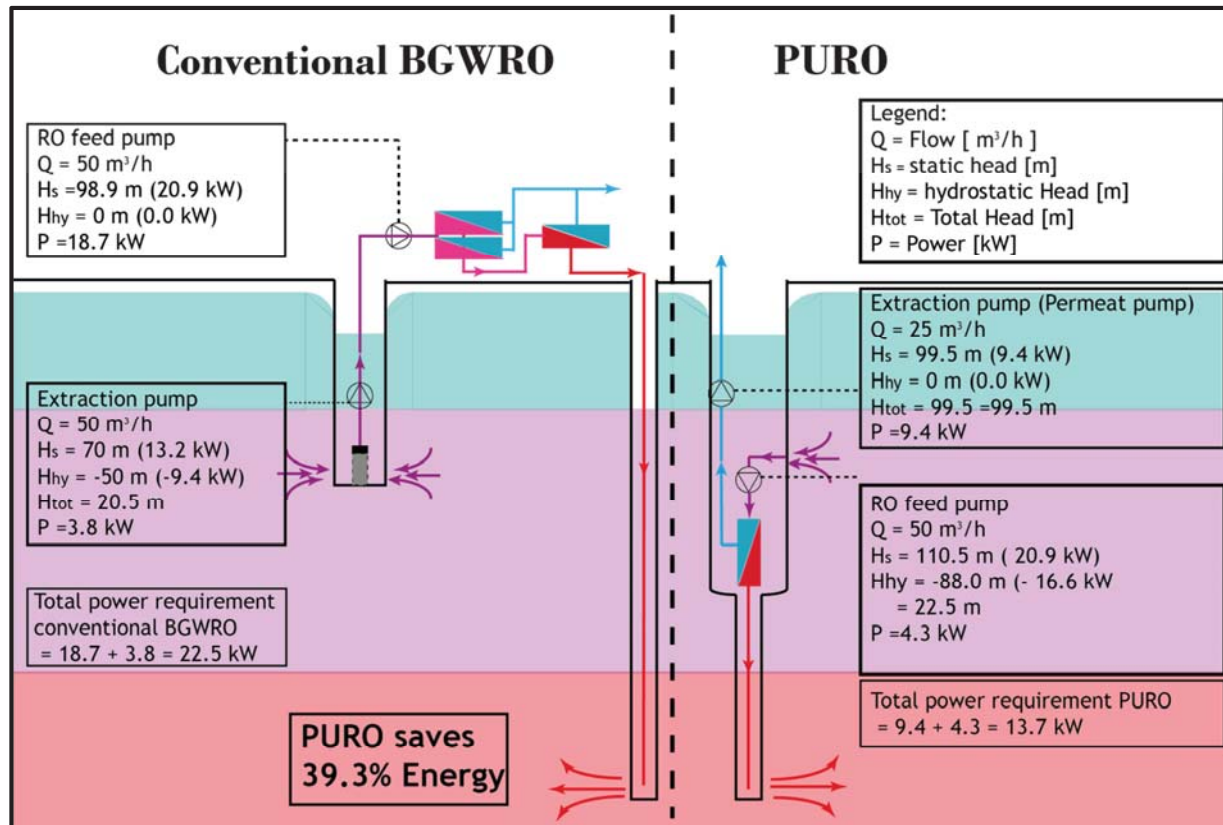 Conventional BGWRO
PURO
RO feed pump
Q = 50 m³/h
Hs =98.9 m (20.9 kW)
Hhy = 0 m (0.0 kW)
P =18.7 kW
Legend:
Q = Flow [ m³/h ]
Hs = static head [m]
Hhy = hydrostatic Head [m]
Htot = Total Head [m]
P = Power [kW]
Extraction pump
Q = 50 m³/h
Hs = 70 m (13.2 kW)
Hhy = -50 m (-9.4 kW)
Htot = 20.5 m
P =3.8 kW
Extraction pump (Permeat pump)
Q = 25 m³/h
Hs = 99.5 m (9.4 kW)
Hhy = 0 m (0.0 kW)
Htot = 99.5 =99.5 m
P =9.4 kW
RO feed pump
Q = 50 m³/h
Hs = 110.5 m ( 20.9 kW)
Hhy = -88.0 m (- 16.6 kW
= 22.5 m
P =4.3 kW
Total power requirement
conventional BGWRO
= 18.7 + 3.8 = 22.5 kW
Total power requirement PURO
= 9.4 + 4.3 = 13.7 kW
PURO saves
39.3% Energy